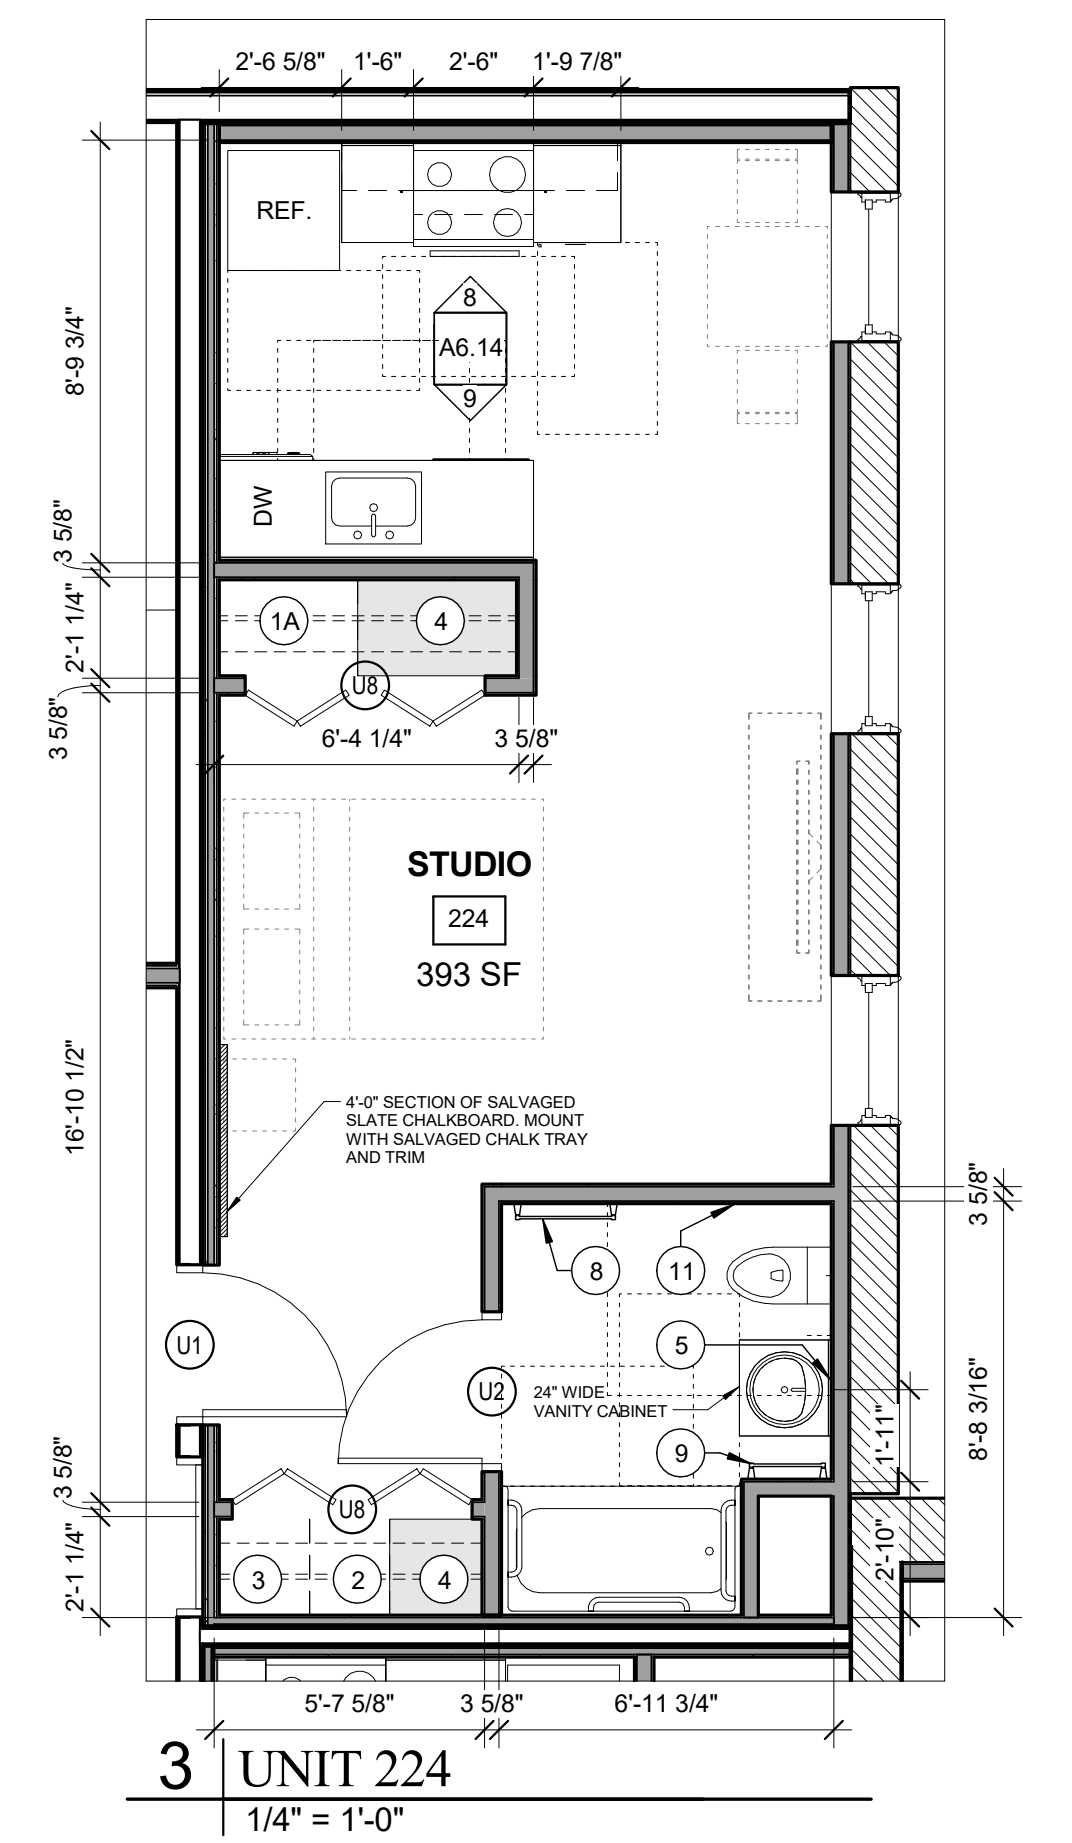 2'-6 5/8" 1'-6" 2'-6" 1'-9 7/8"
REF.
8
A6.14
9
8'-9 3/4"
DW
3 5/8"
1A 4
2'-1 1/4"
U8
3 5/8"
6'-4 1/4" 3 5/8"
STUDIO
224
393 SF
16'-10 1/2"
4'-0" SECTION OF SALVAGED
SLATE CHALKBOARD. MOUNT
WITH SALVAGED CHALK TRAY
AND TRIM
3 5/8"
8 11
U1
5
U2
24" WIDE
VANITY CABINET
1'-11"
8'-8 3/16"
9
3 5/8"
U8
2'-10"
2'-1 1/4"
3 2 4
5'-7 5/8" 3 5/8" 6'-11 3/4"
3 UNIT 224
1/4" = 1'-0"